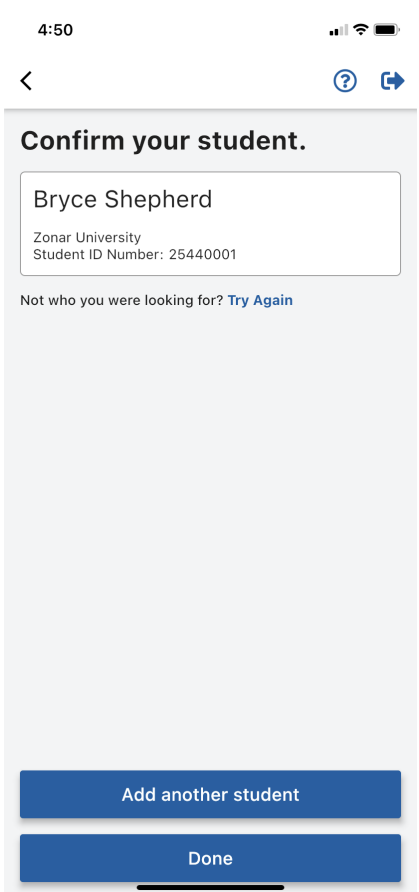 4:50
Confirm your student.
Bryce Shepherd
Zonar University
Student ID Number: 25440001
Not who you were looking for? Try Again
Add another student
Done